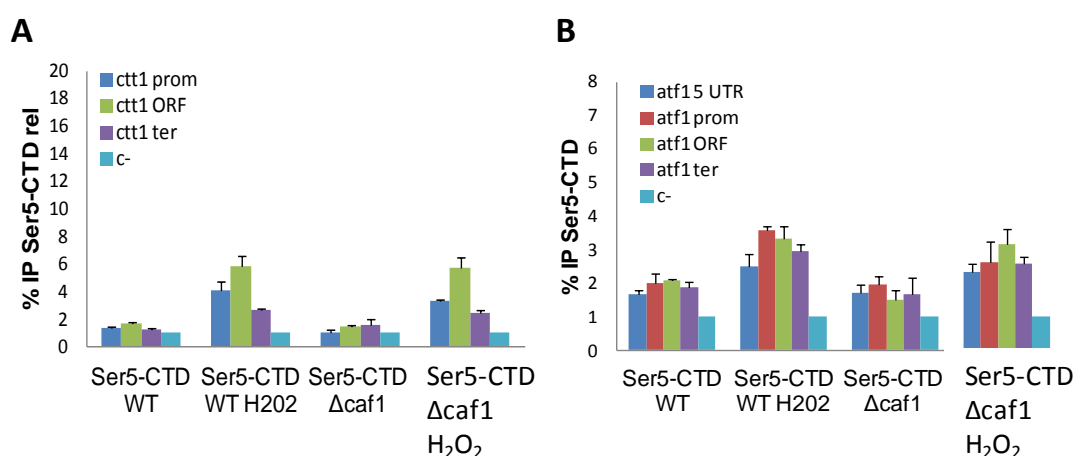 A
% IP Ser5-CTD rel
20
18
16
14
12
10
8
6
4
2
0
ctt1 prom
ctt1 ORF
ctt1 ter
c-
Ser5-CTD
WT
Ser5-CTD
WT H202
Ser5-CTD
Δcaf1
Ser5-CTD
Δcaf1
H₂O₂
B
% IP Ser5-CTD
8
7
6
5
4
3
2
1
0
atf1 5 UTR
atf1 prom
atf1 ORF
atf1 ter
c-
Ser5-CTD
WT
Ser5-CTD
WT H202
Ser5-CTD
Δcaf1
Ser5-CTD
Δcaf1
H₂O₂